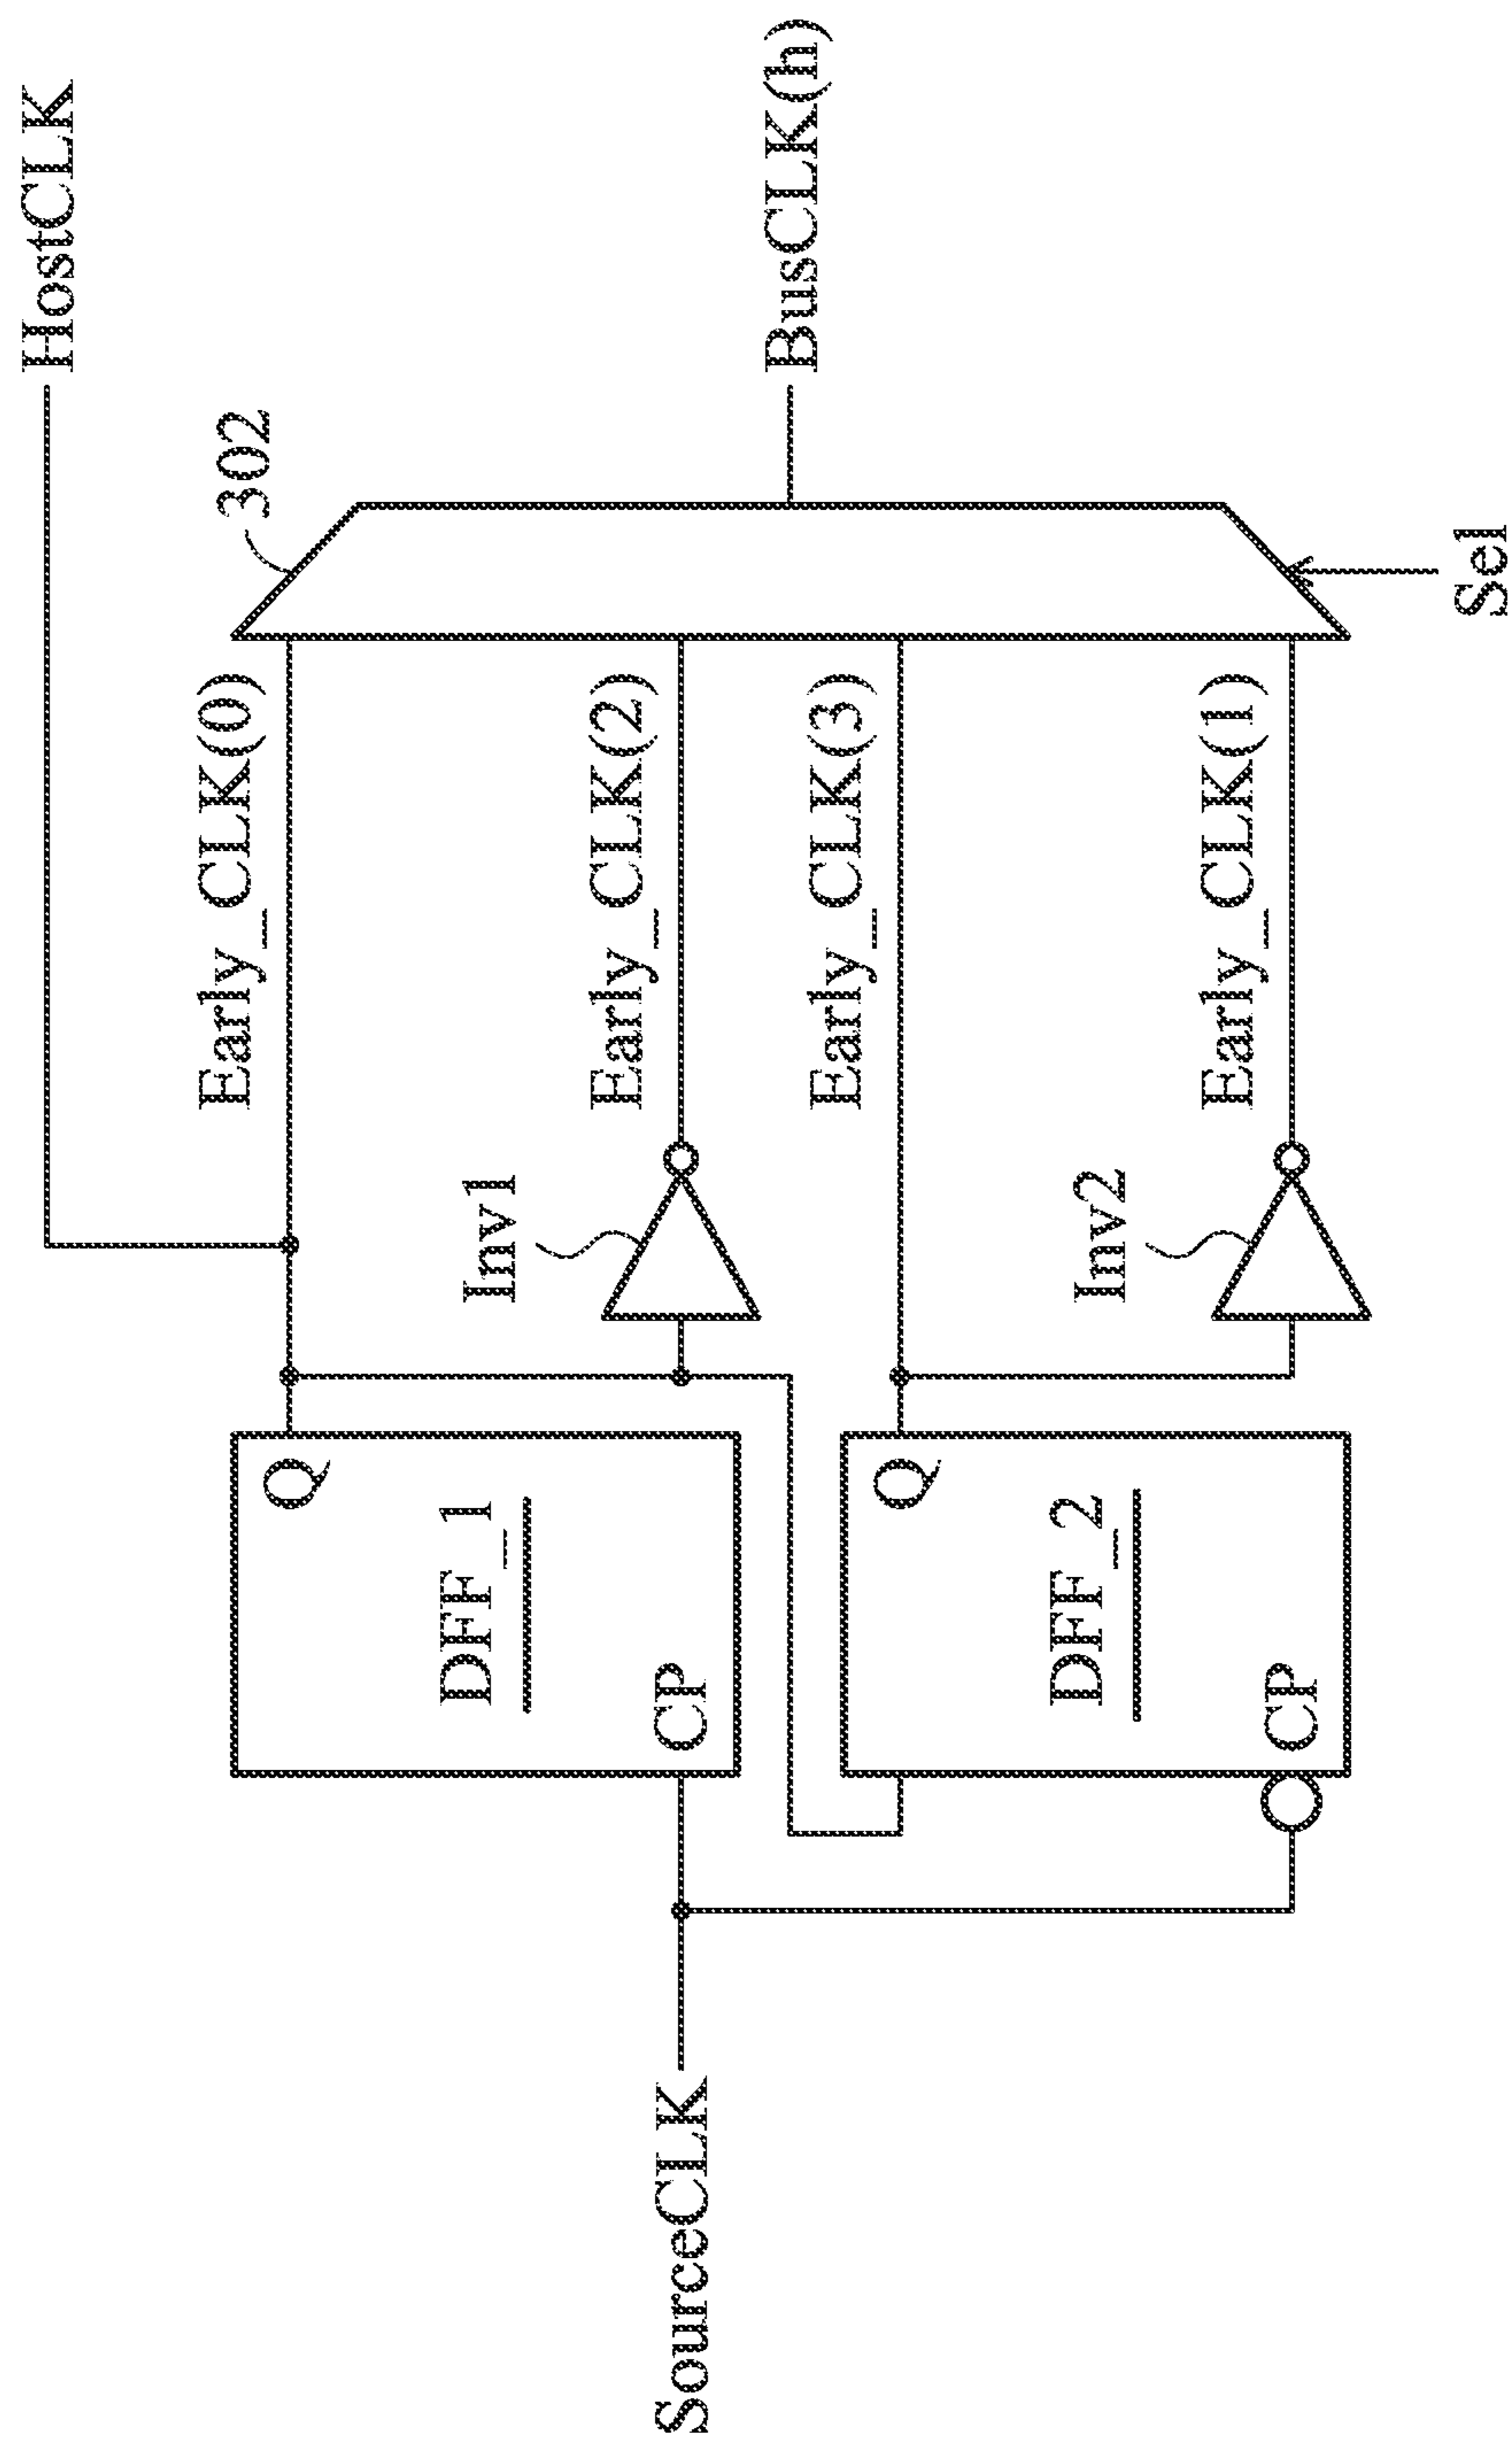 HostCLK
302
Early_CLK(0)
Q
DFF_1
CP
Inv1
Early_CLK(2)
SourceCLK
BusCLK(h)
Early_CLK(3)
Q
DFF_2
CP
Inv2
Early_CLK(1)
Sel